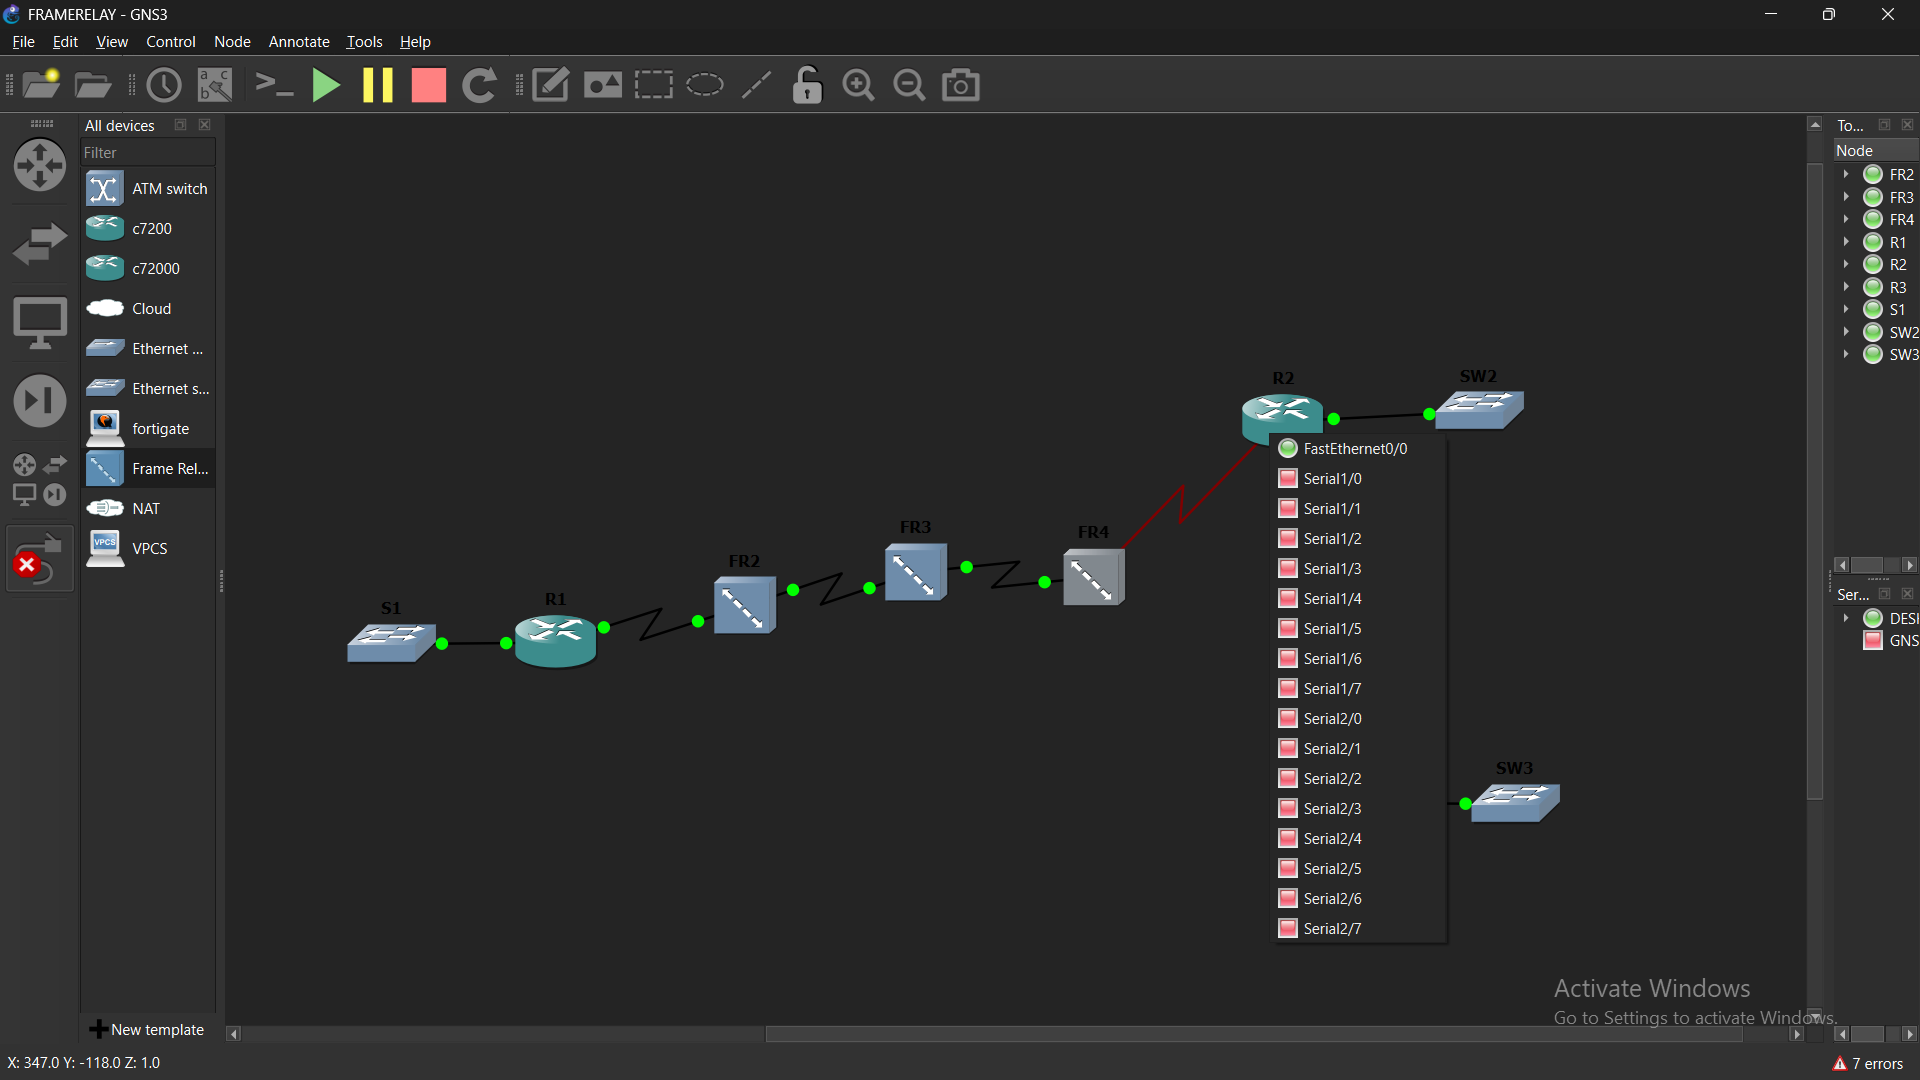 FRAMERELAY - GNS3
File Edit View Control Node Annotate Tools Help
All devices
Filter
ATM switch
c7200
c72000
Cloud
Ethernet ...
Ethernet s...
fortigate
Frame Rel...
NAT
VPCS
New template
S1
R1
FR2
FR3
FR4
R2
SW2
SW3
FastEthernet0/0
Serial1/0
Serial1/1
Serial1/2
Serial1/3
Serial1/4
Serial1/5
Serial1/6
Serial1/7
Serial2/0
Serial2/1
Serial2/2
Serial2/3
Serial2/4
Serial2/5
Serial2/6
Serial2/7
To...
Node
FR2
FR3
FR4
R1
R2
R3
S1
SW2
SW3
Ser...
DESI
GNS
Activate Windows
Go to Settings to activate Windows.
X: 347.0 Y: -118.0 Z: 1.0
7 errors